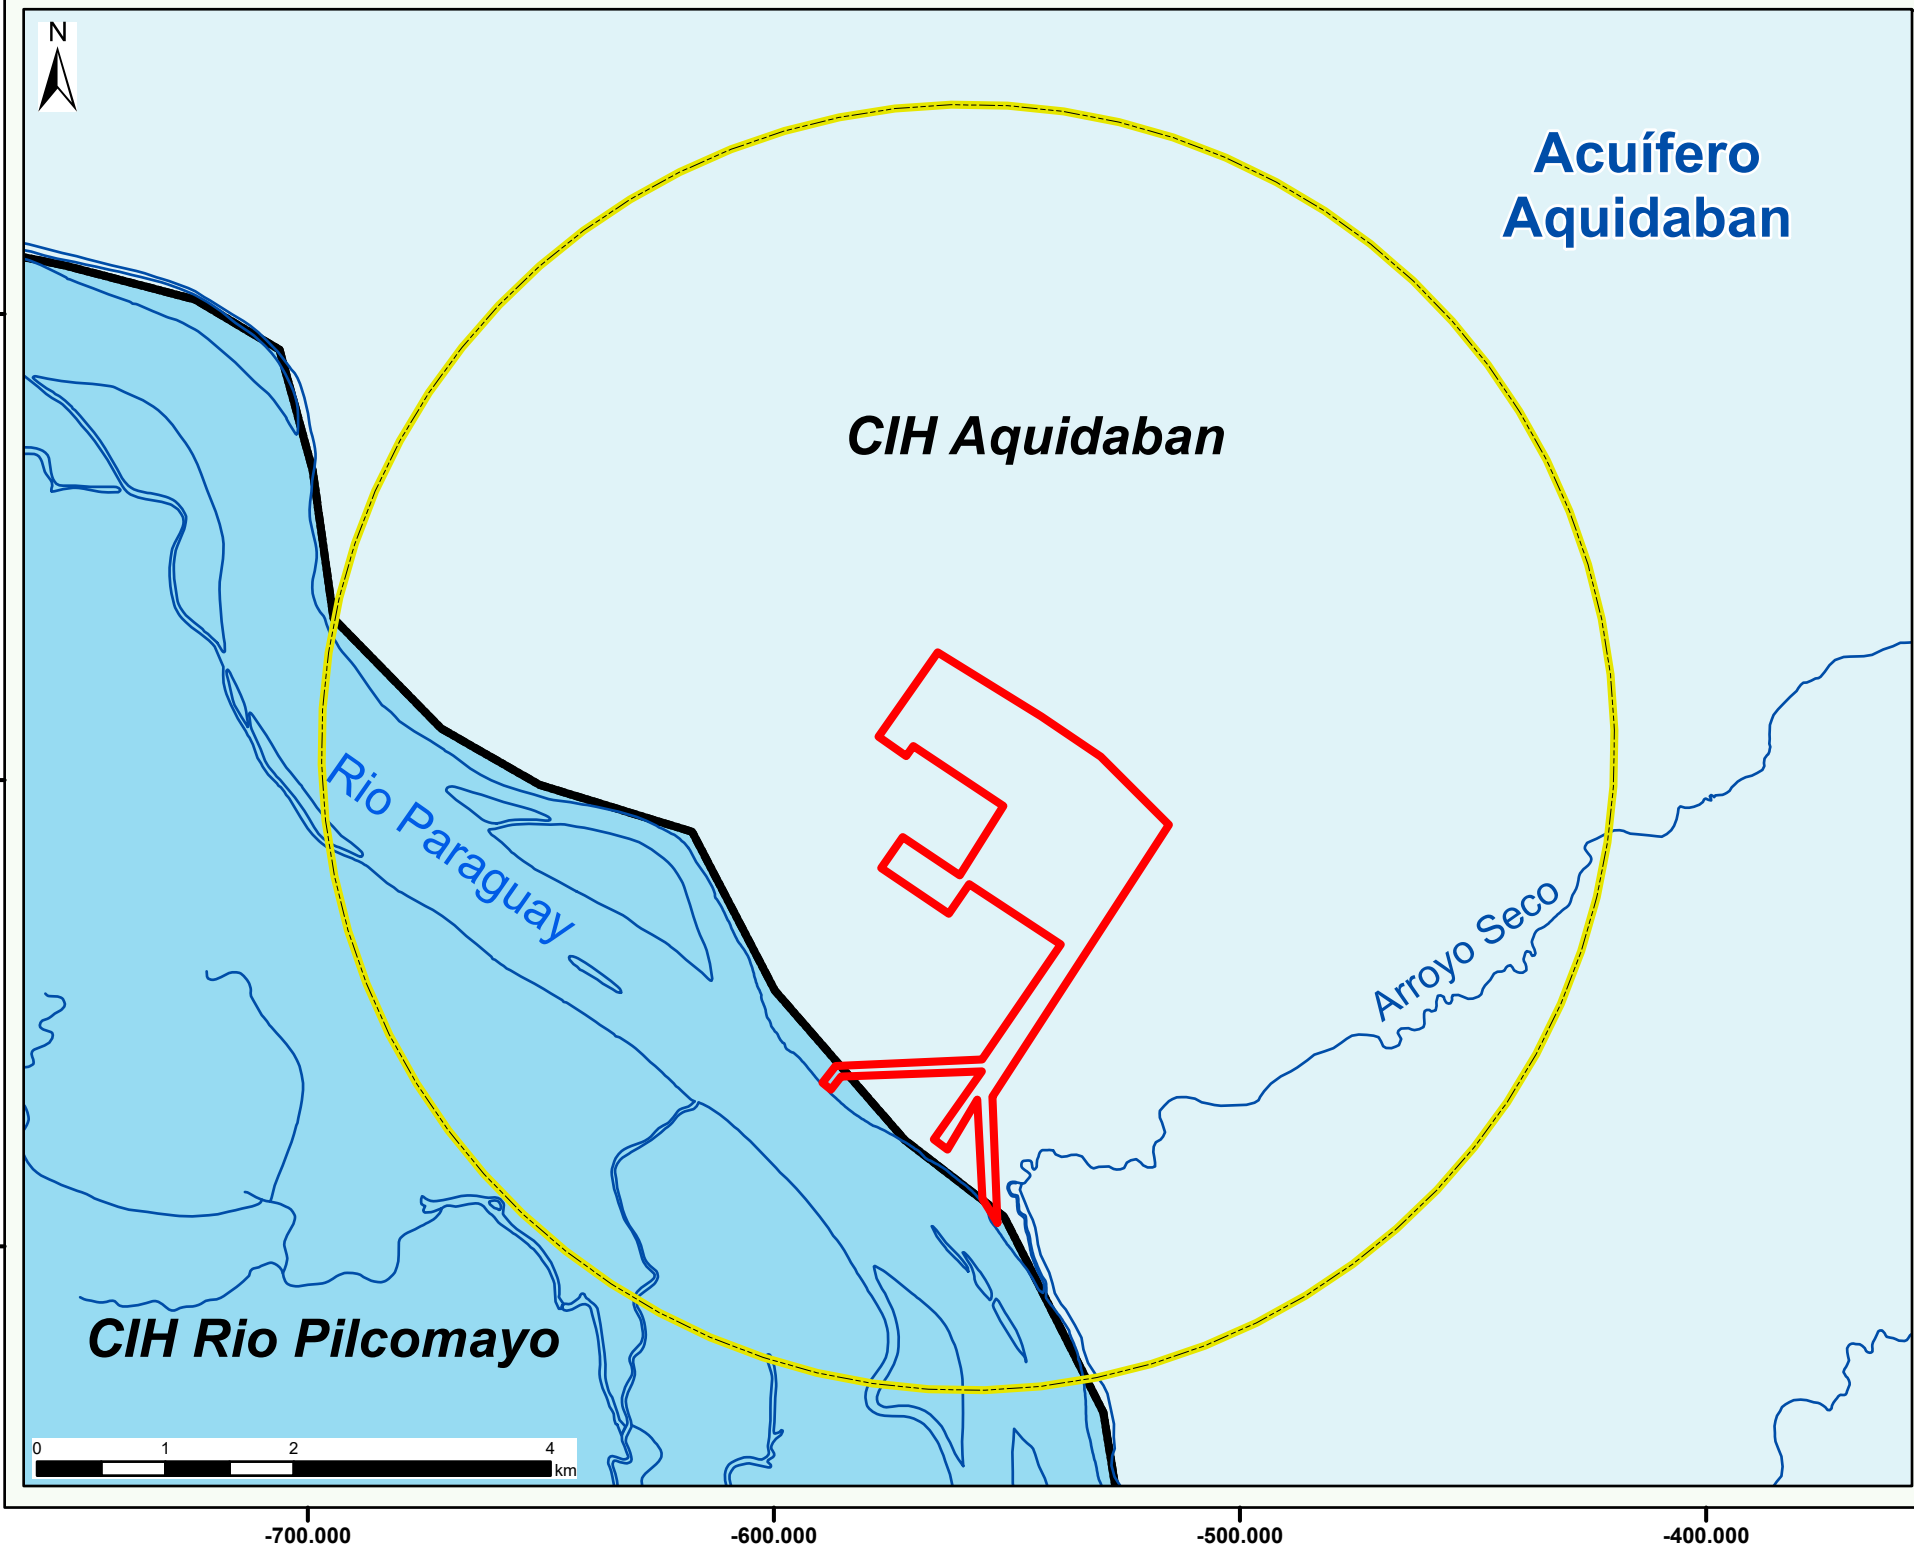 N
Acuífero
Aquidaban
CIH Aquidaban
Rio Paraguay
Arroyo Seco
CIH Rio Pilcomayo
0 1 2 4
km
-700.000 -600.000 -500.000 -400.000